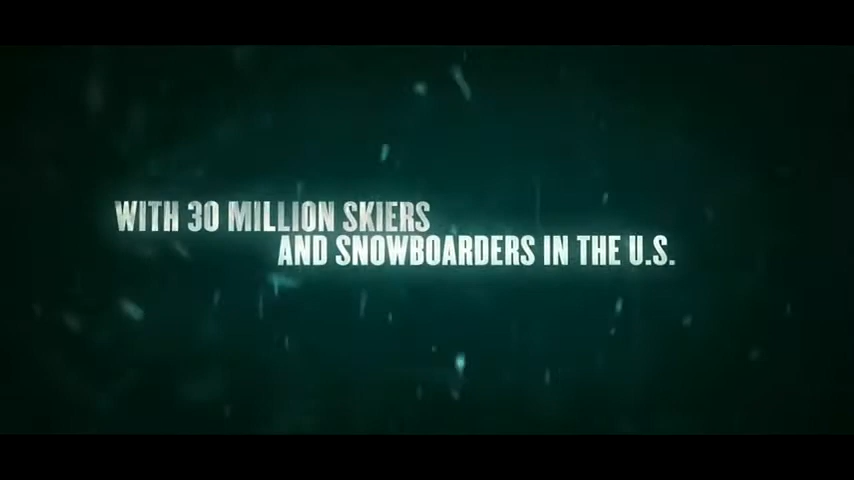 WITH 30 MILLION SKIERS
AND SNOWBOARDERS IN THE U.S.